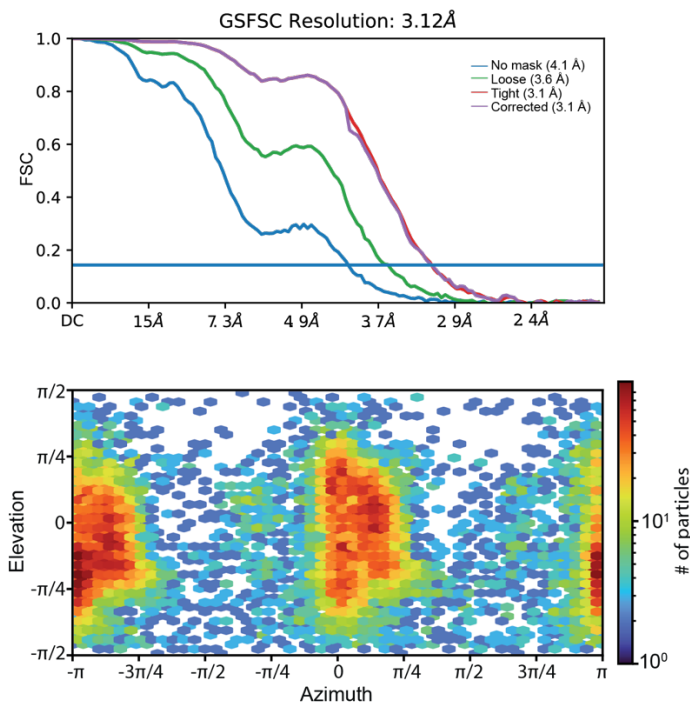 GSFSC Resolution: 3.12Å
1.0
0.8
0.6
0.4
0.2
0.0
FSC
No mask (4.1 Å)
Loose (3.6 Å)
Tight (3.1 Å)
Corrected (3.1 Å)
DC 15Å 7.3Å 4 9Å 3.7Å 2 9Å 2 4Å
π/2
π/4
0
-π/4
-π/2
Elevation
-π -3π/4 -π/2 -π/4 0 π/4 π/2 3π/4 π
Azimuth
10¹
10⁰
# of particles